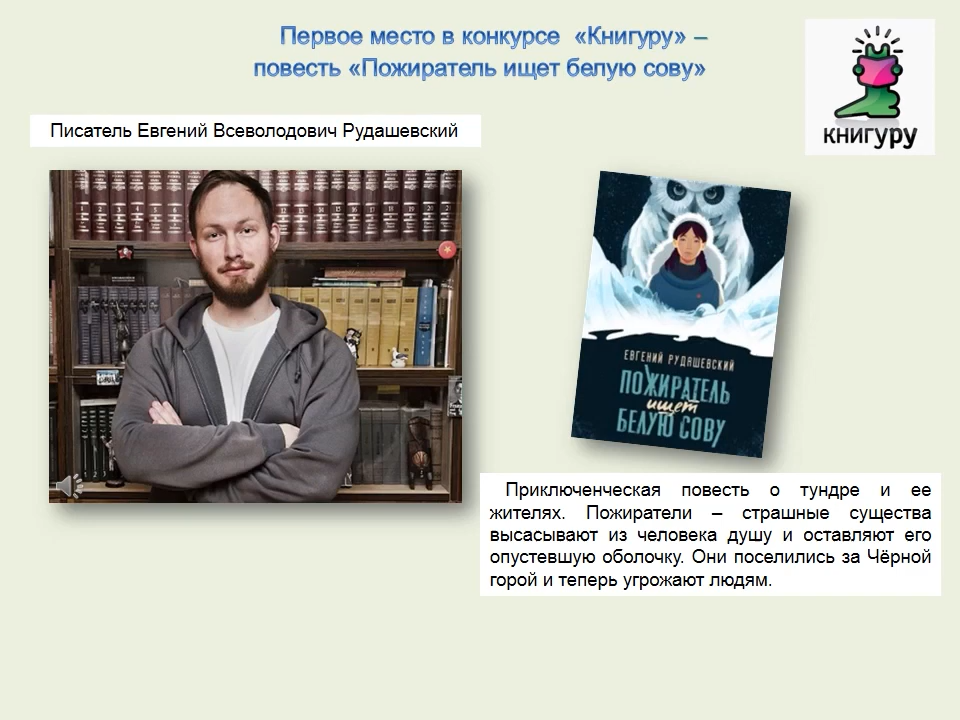 Первое место в конкурсе «Книгуру» –
повесть «Пожиратель ищет белую сову»
книгуру
Писатель Евгений Всеволодович Рудашевский
ЕВГЕНИЙ РУДАШЕВСКИЙ
ПОЖИРАТЕЛЬ
ищет
БЕЛУЮ СОВУ
Приключенческая повесть о тундре и ее
жителях. Пожиратели – страшные существа
высасывают из человека душу и оставляют его
опустевшую оболочку. Они поселились за Чёрной
горой и теперь угрожают людям.